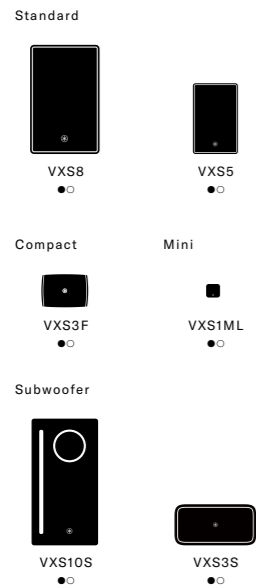 Standard
VXS8
VXS5
Compact
Mini
VXS3F
VXS1ML
Subwoofer
VXS10S
VXS3S